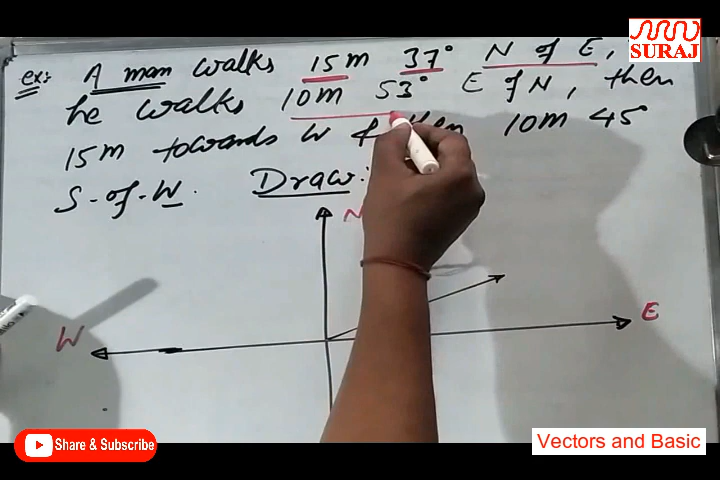 SURAJ
ex: A man walks 15m 37° N of E,
he walks 10m 53° E of N, then
15m towards W & then 10m 45°
S-of-W. Draw:
N
E
W
Share & Subscribe
Vectors and Basic